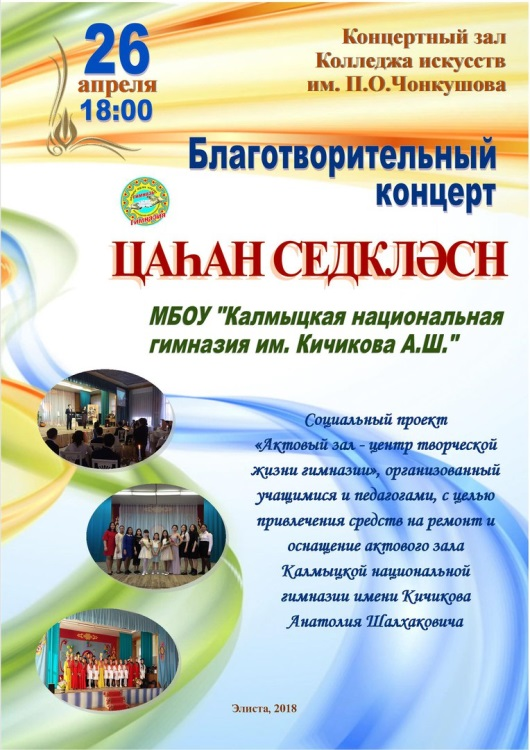 26
апреля
18:00
Концертный зал
Колледжа искусств
им. П.О.Чонкушова
Благотворительный
концерт
гимназия
ЦАҺАН СЕДКЛӘСН
МБОУ "Калмыцкая национальная
гимназия им. Кичикова А.Ш."
Социальный проект
«Актовый зал - центр творческой
жизни гимназии», организованный
учащимися и педагогами, с целью
привлечения средств на ремонт и
оснащение актового зала
Калмыцкой национальной
гимназии имени Кичикова
Анатолия Шалхаковича
Элиста, 2018